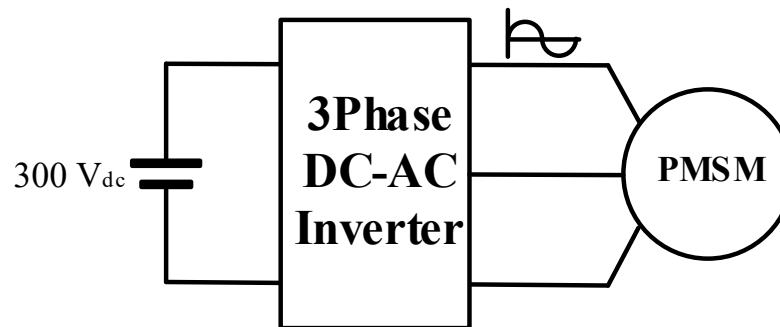 3Phase
DC-AC
Inverter
300 Vdc
PMSM